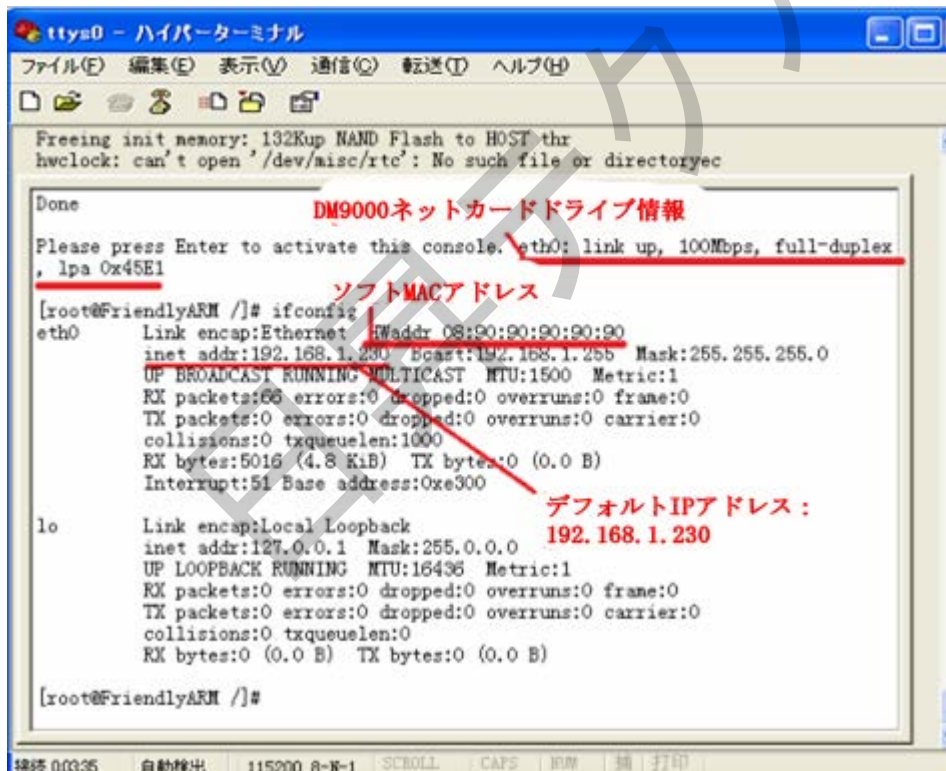 ttyS0 - ハイパーターミナル
ファイル(F) 編集(E) 表示(V) 通信(C) 転送(T) ヘルプ(H)
Freeing init memory: 132Kup NAND Flash to HOST thr
hwclock: can't open '/dev/misc/rtc': No such file or directoryec
Done
DM9000ネットカードドライブ情報
Please press Enter to activate this console. eth0: link up, 100Mbps, full-duplex
, lpa 0x45E1
ソフトMACアドレス
[root@FriendlyARM /]# ifconfig
eth0 Link encap:Ethernet HWaddr 08:90:90:90:90:90
inet addr:192.168.1.230 Bcast:192.168.1.255 Mask:255.255.255.0
UP BROADCAST RUNNING MULTICAST MTU:1500 Metric:1
RX packets:66 errors:0 dropped:0 overruns:0 frame:0
TX packets:0 errors:0 dropped:0 overruns:0 carrier:0
collisions:0 txqueuelen:1000
RX bytes:5016 (4.8 KiB) TX bytes:0 (0.0 B)
Interrupt:51 Base address:0xe300
デフォルトIPアドレス：
192.168.1.230
lo Link encap:Local Loopback
inet addr:127.0.0.1 Mask:255.0.0.0
UP LOOPBACK RUNNING MTU:16436 Metric:1
RX packets:0 errors:0 dropped:0 overruns:0 frame:0
TX packets:0 errors:0 dropped:0 overruns:0 carrier:0
collisions:0 txqueuelen:0
RX bytes:0 (0.0 B) TX bytes:0 (0.0 B)
[root@FriendlyARM /]#
接続 0:03:35 自動検出 115200 8-N-1 SCROLL CAPS NUM 捕 打印